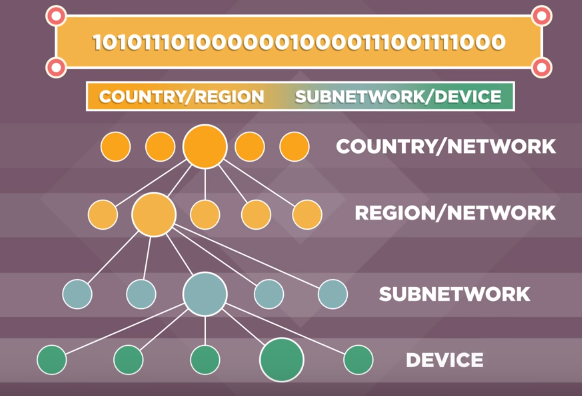 10101110100000010000111001111000
COUNTRY/REGION SUBNETWORK/DEVICE
COUNTRY/NETWORK
REGION/NETWORK
SUBNETWORK
DEVICE